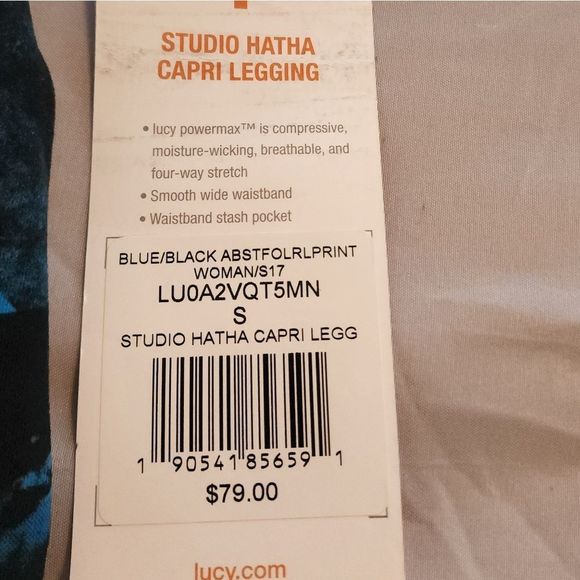 STUDIO HATHA
CAPRI LEGGING
• lucy powermax™ is compressive,
moisture-wicking, breathable, and
four-way stretch
• Smooth wide waistband
• Waistband stash pocket
BLUE/BLACK ABSTFOLRLPRINT
WOMAN/S17
LU0A2VQT5MN
S
STUDIO HATHA CAPRI LEGG
1 90541 85659 1
$79.00
lucy.com